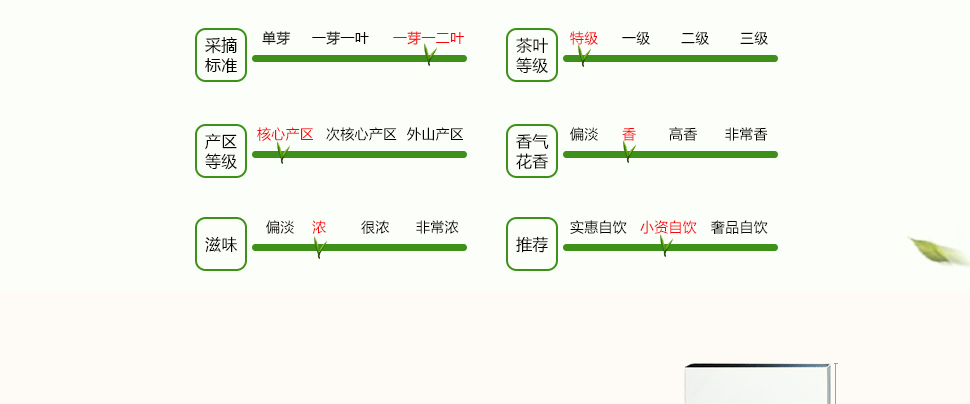 采摘
标准
单芽 一芽一叶 一芽一二叶
茶叶
等级
特级 一级 二级 三级
产区
等级
核心产区 次核心产区 外山产区
香气
花香
偏淡 香 高香 非常香
滋味
偏淡 浓 很浓 非常浓
推荐
实惠自饮 小资自饮 奢品自饮